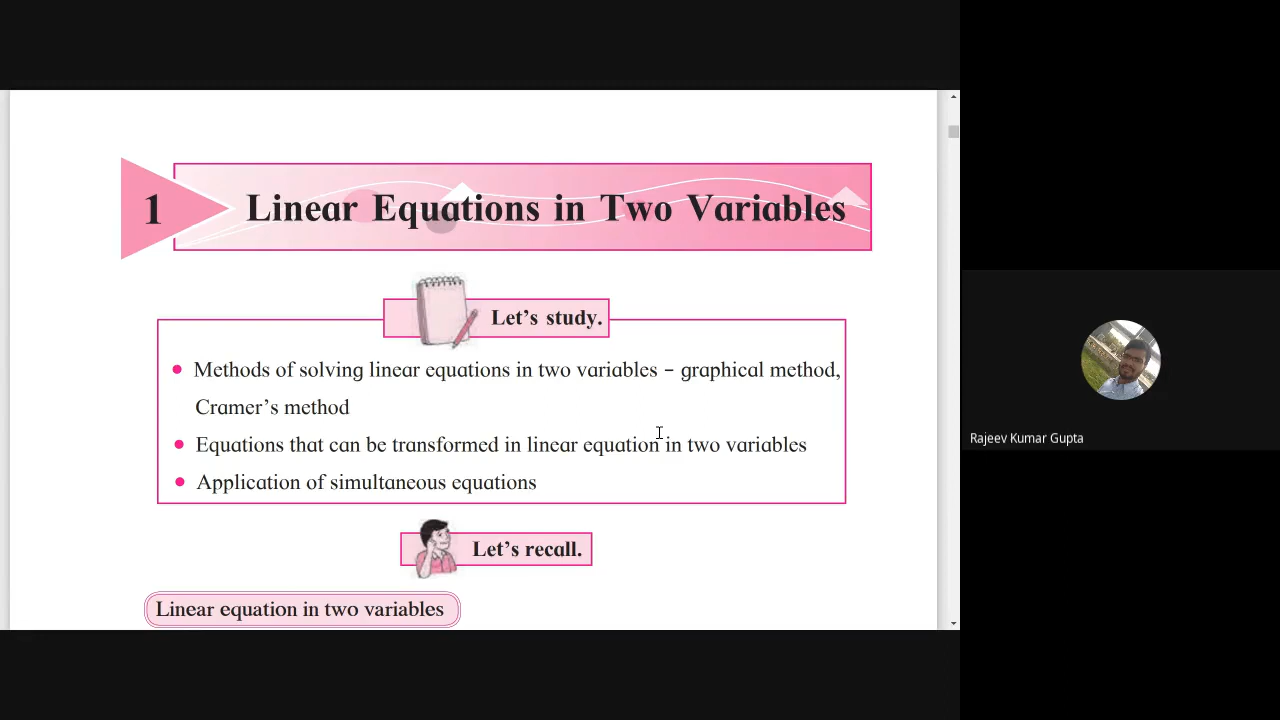 1
Linear Equations in Two Variables
Let's study.
• Methods of solving linear equations in two variables - graphical method,
Cramer's method
• Equations that can be transformed in linear equation in two variables
• Application of simultaneous equations
Let's recall.
Linear equation in two variables
Rajeev Kumar Gupta